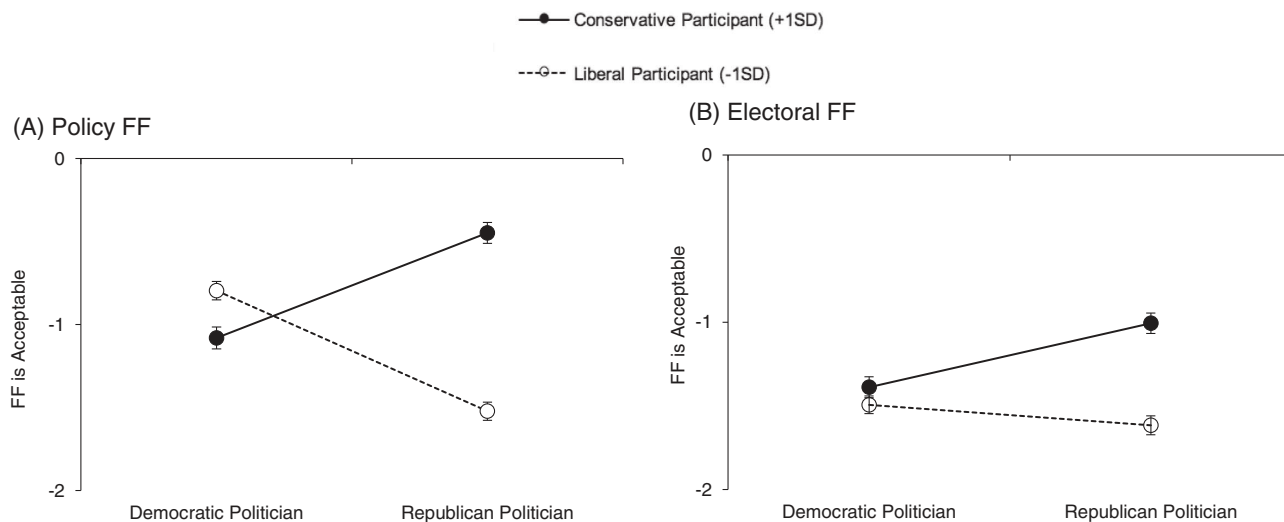 Conservative Participant (+1SD)
Liberal Participant (-1SD)
(A) Policy FF
0
-1
-2
FF is Acceptable
Democratic Politician
Republican Politician
(B) Electoral FF
0
-1
-2
FF is Acceptable
Democratic Politician
Republican Politician